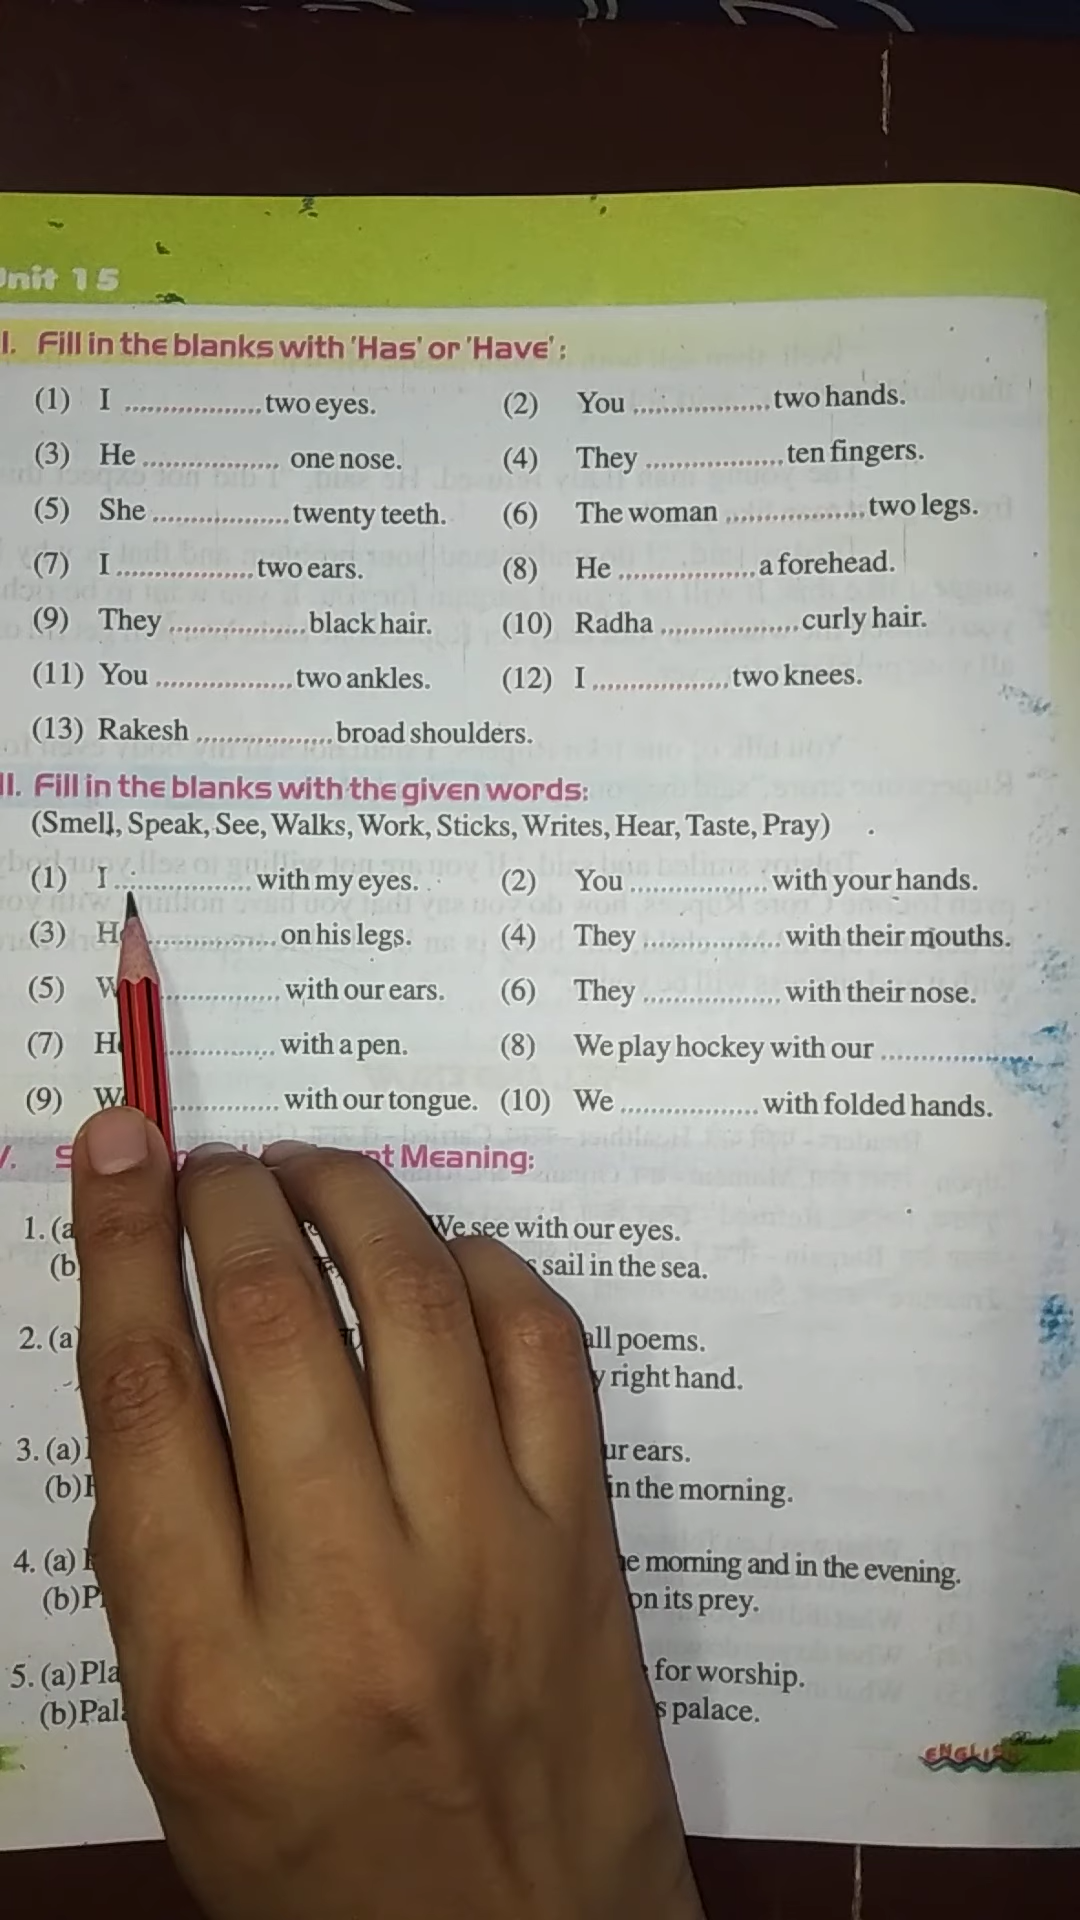 Unit 15
I. Fill in the blanks with 'Has' or 'Have':
(1) I .................. two eyes. (2) You .................. two hands.
(3) He .................. one nose. (4) They .................. ten fingers.
(5) She .................. twenty teeth. (6) The woman .................. two legs.
(7) I .................. two ears. (8) He .................. a forehead.
(9) They .................. black hair. (10) Radha .................. curly hair.
(11) You .................. two ankles. (12) I .................. two knees.
(13) Rakesh .................. broad shoulders.
II. Fill in the blanks with the given words:
(Smell, Speak, See, Walks, Work, Sticks, Writes, Hear, Taste, Pray)
(1) I .................. with my eyes. (2) You .................. with your hands.
(3) .................. on his legs. (4) They .................. with their mouths.
(5) .................. with our ears. (6) They .................. with their nose.
(7) .................. with a pen. (8) We play hockey with our ..................
(9) .................. with our tongue. (10) We .................. with folded hands.
Meaning:
1. (a We see with our eyes.
(b sail in the sea.
2. (a) all poems.
right hand.
3. (a) ears.
(b) in the morning.
4. (a) morning and in the evening.
(b) on its prey.
5. (a) for worship.
(b) palace.
ENGLISH Reader